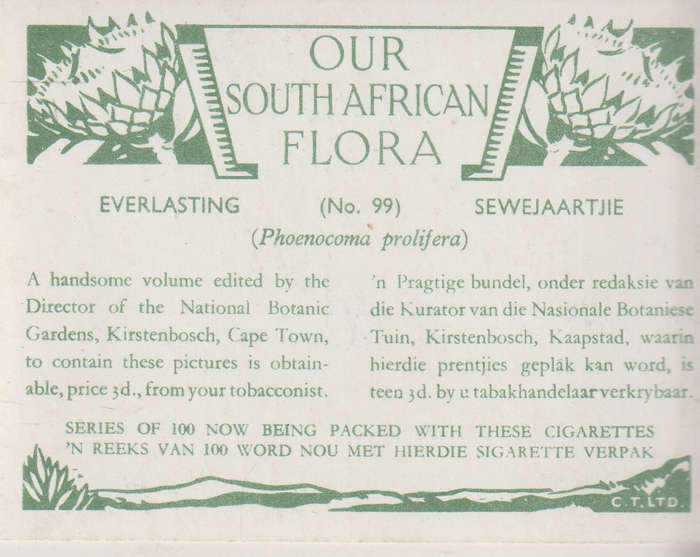 OUR
SOUTH AFRICAN
FLORA
EVERLASTING (No. 99) SEWEJAARTJIE
(Phoenocoma prolifera)
A handsome volume edited by the
Director of the National Botanic
Gardens, Kirstenbosch, Cape Town,
to contain these pictures is obtain-
able, price 3d., from your tobacconist.
'n Pragtige bundel, onder redaksie van
die Kurator van die Nasionale Botaniese
Tuin, Kirstenbosch, Kaapstad, waarin
hierdie prentjies geplak kan word, is
teen 3d. by u tabakhandelaar verkrybaar.
SERIES OF 100 NOW BEING PACKED WITH THESE CIGARETTES
'N REEKS VAN 100 WORD NOU MET HIERDIE SIGARETTE VERPAK
C.T. LTD.